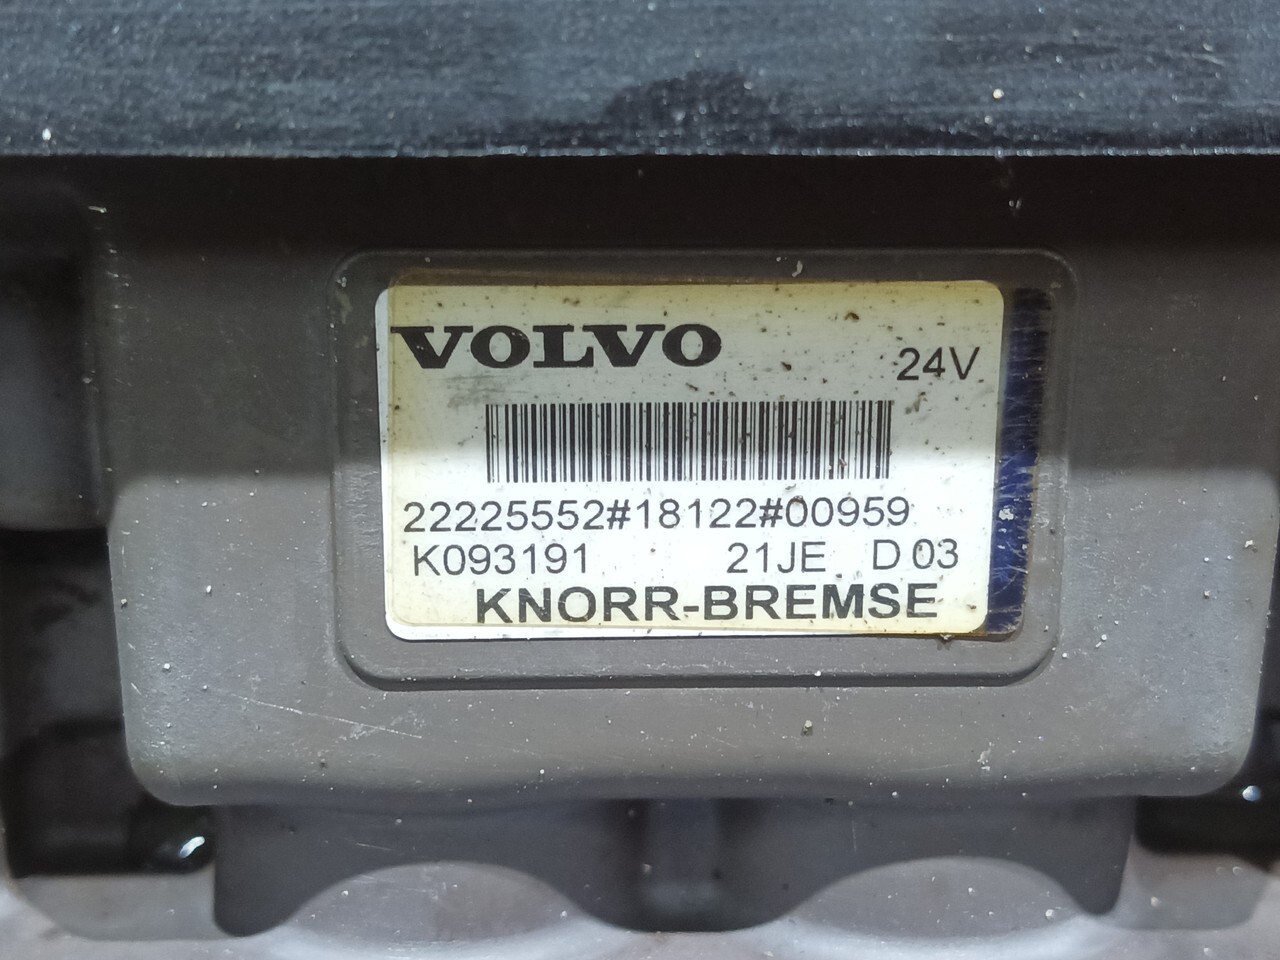 VOLVO
24V
22225552#18122#00959
K093191 21JE D 03
KNORR-BREMSE